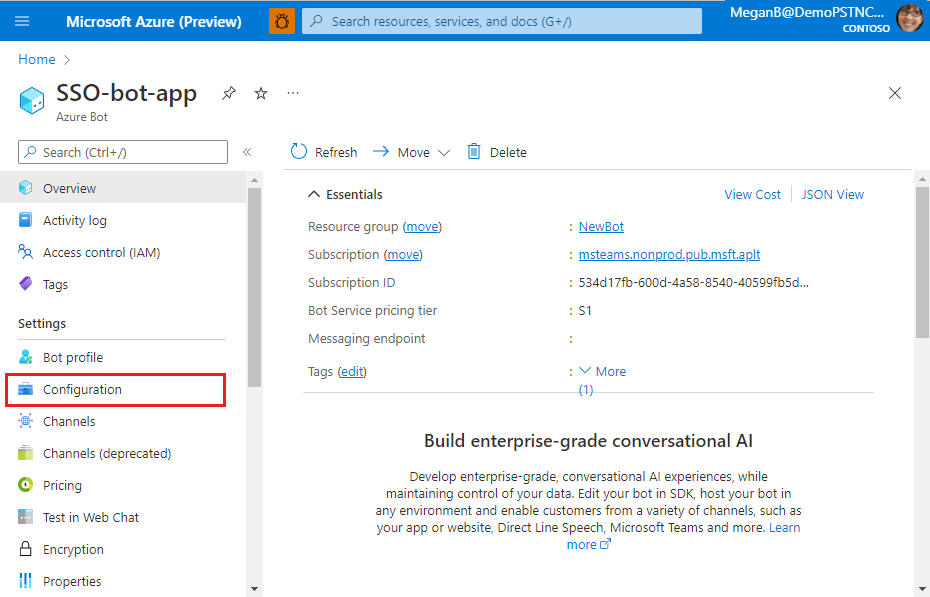 Microsoft Azure (Preview)
Search resources, services, and docs (G+/)
MeganB@DemoPSTNC...
CONTOSO
Home
SSO-bot-app
Azure Bot
Search (Ctrl+/)
Overview
Activity log
Access control (IAM)
Tags
Settings
Bot profile
Configuration
Channels
Channels (deprecated)
Pricing
Test in Web Chat
Encryption
Properties
Refresh
Move
Delete
Essentials
View Cost
JSON View
Resource group (move) : NewBot
Subscription (move) : msteams.nonprod.pub.msft.aplt
Subscription ID : 534d17fb-600d-4a58-8540-40599fb5d...
Bot Service pricing tier : S1
Messaging endpoint :
Tags (edit) : More
(1)
Build enterprise-grade conversational AI
Develop enterprise-grade, conversational AI experiences, while
maintaining control of your data. Edit your bot in SDK, host your bot in
any environment and enable customers from a variety of channels, such as
your app or website, Direct Line Speech, Microsoft Teams and more. Learn
more